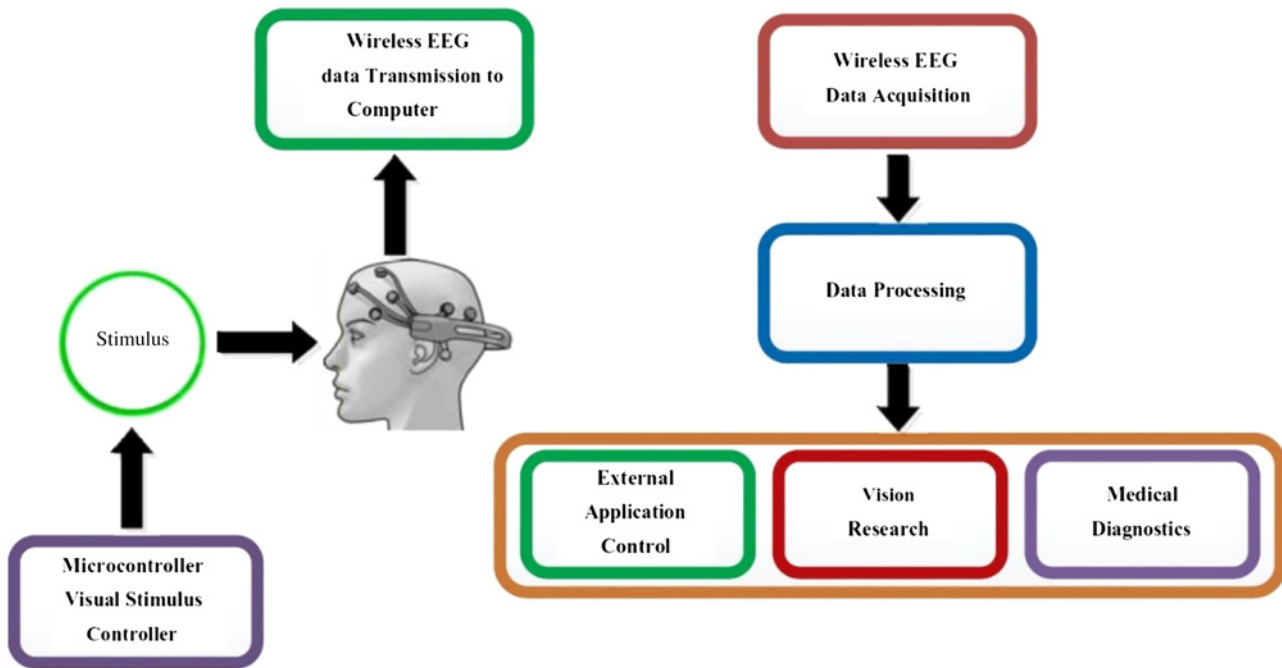 Wireless EEG
data Transmission to
Computer
Wireless EEG
Data Acquisition
Data Processing
Stimulus
External
Application
Control
Vision
Research
Medical
Diagnostics
Microcontroller
Visual Stimulus
Controller